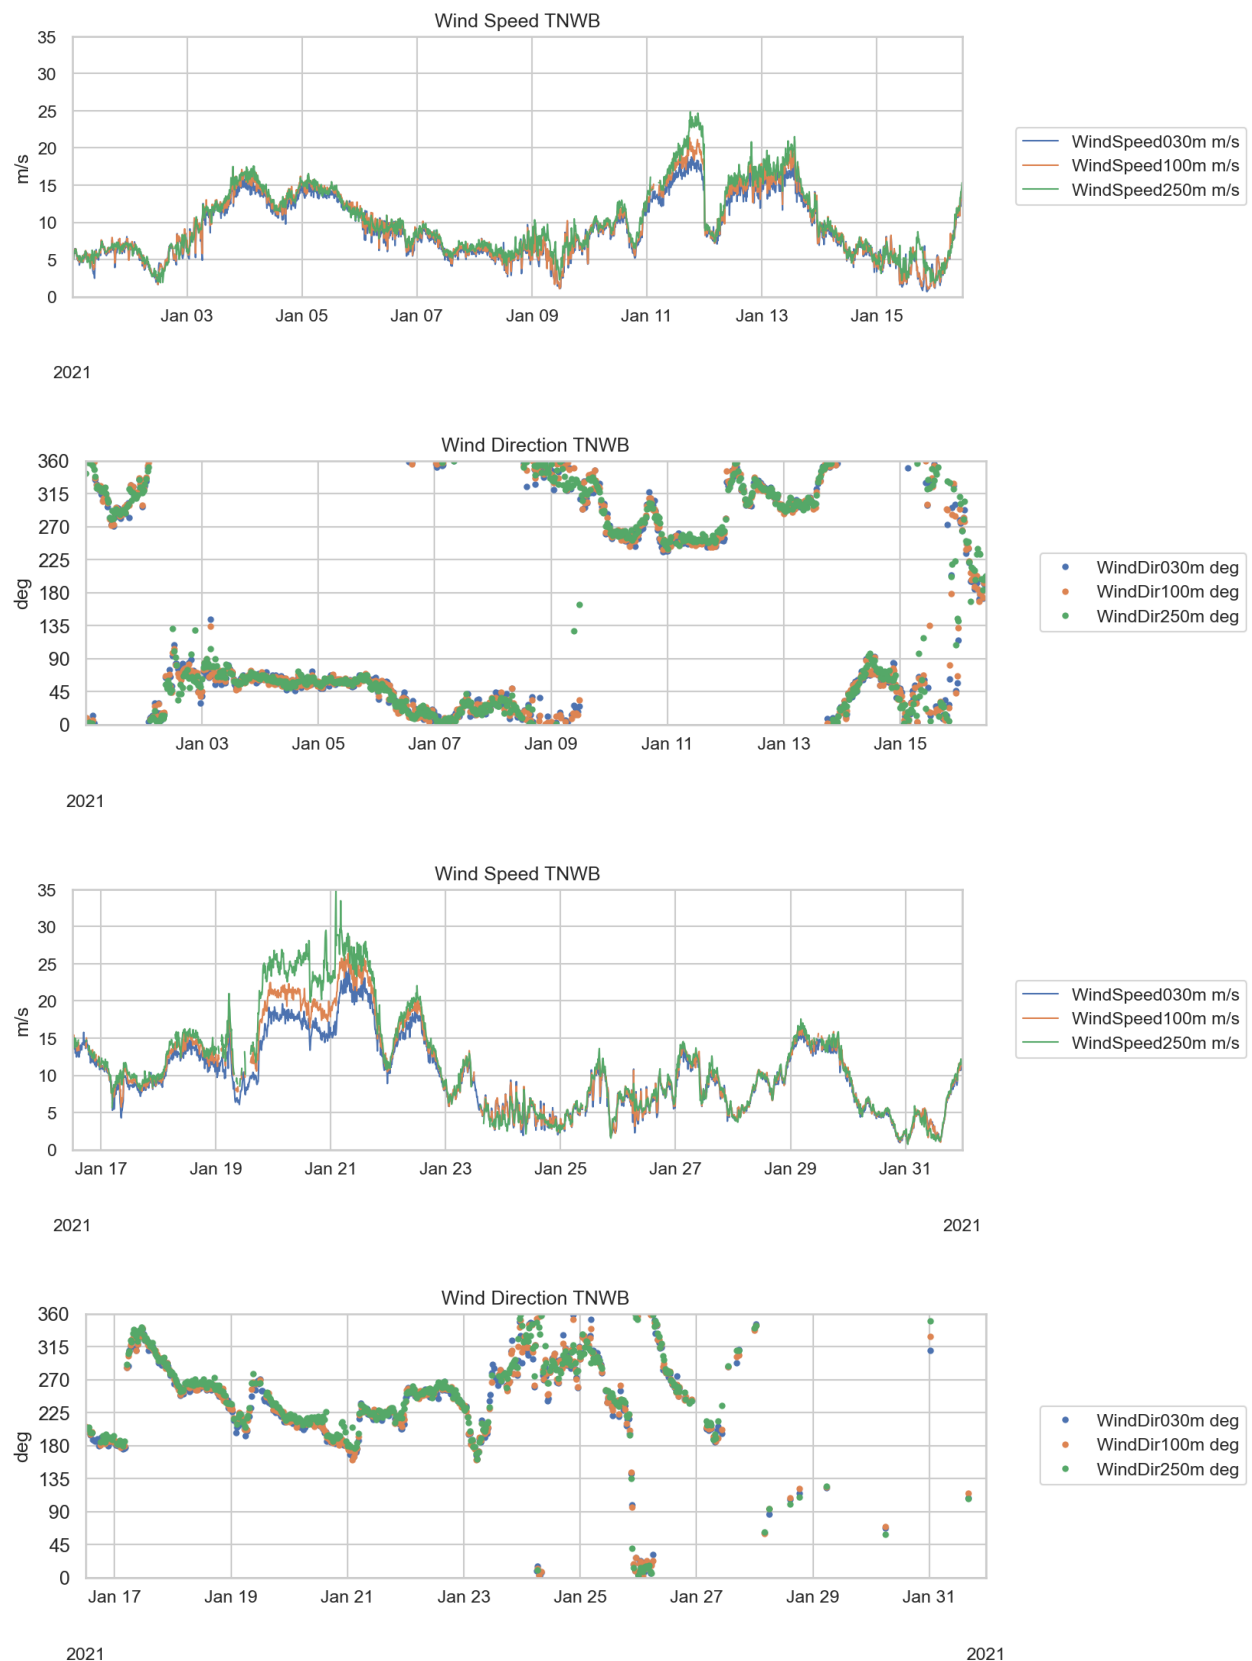 Wind Speed TNWB
35
30
25
20
15
10
5
0
m/s
Jan 03 Jan 05 Jan 07 Jan 09 Jan 11 Jan 13 Jan 15
2021
WindSpeed030m m/s
WindSpeed100m m/s
WindSpeed250m m/s
Wind Direction TNWB
360
315
270
225
180
135
90
45
0
deg
Jan 03 Jan 05 Jan 07 Jan 09 Jan 11 Jan 13 Jan 15
2021
WindDir030m deg
WindDir100m deg
WindDir250m deg
Wind Speed TNWB
35
30
25
20
15
10
5
0
m/s
Jan 17 Jan 19 Jan 21 Jan 23 Jan 25 Jan 27 Jan 29 Jan 31
2021 2021
WindSpeed030m m/s
WindSpeed100m m/s
WindSpeed250m m/s
Wind Direction TNWB
360
315
270
225
180
135
90
45
0
deg
Jan 17 Jan 19 Jan 21 Jan 23 Jan 25 Jan 27 Jan 29 Jan 31
2021 2021
WindDir030m deg
WindDir100m deg
WindDir250m deg